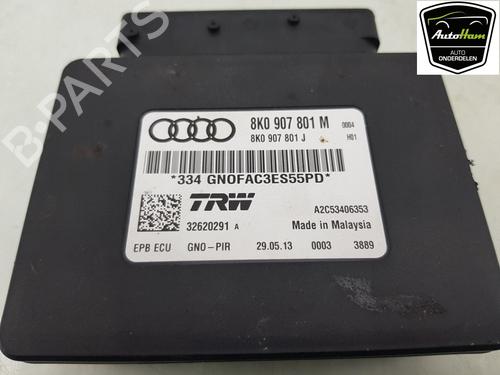 AutoHam
AUTO
ONDERDELEN
B-PARTS
8K0 907 801 M 0004
8K0 907 801 J H01
*334 GNOFAC3ES55PD*
TRW A2C53406353
32620291 A Made in Malaysia
EPB ECU GNO-PIR 29.05.13 0003 3889